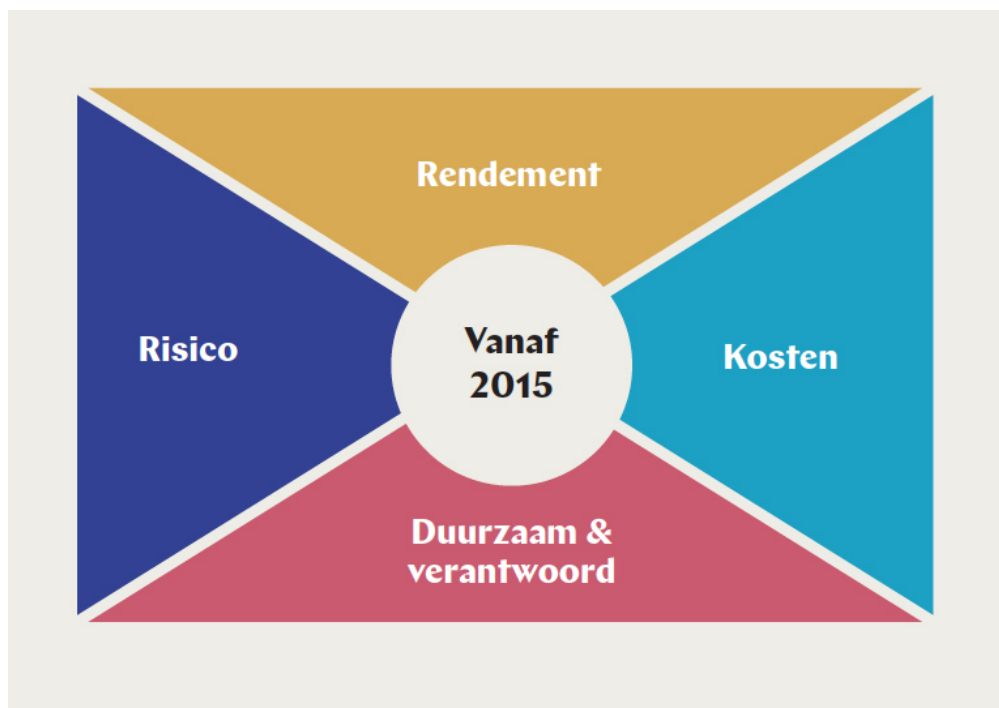 Rendement
Risico
Vanaf
2015
Kosten
Duurzaam &
verantwoord